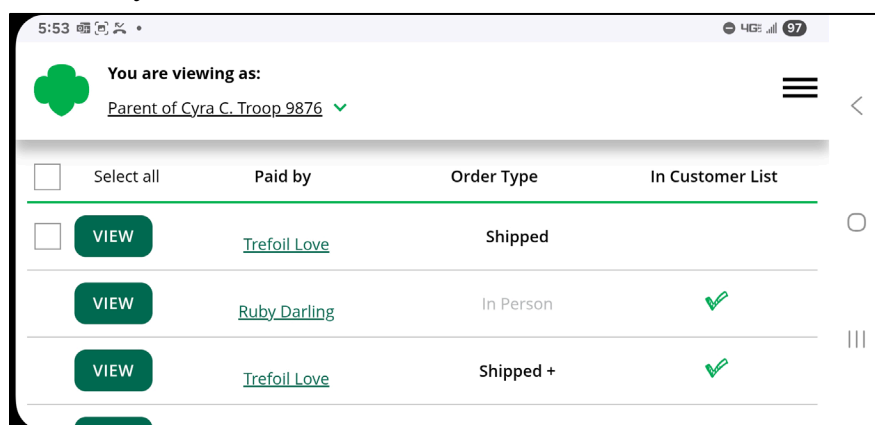 5:53 4GE 97
You are viewing as:
Parent of Cyra C. Troop 9876
Select all Paid by Order Type In Customer List
VIEW Trefoil Love Shipped
VIEW Ruby Darling In Person
VIEW Trefoil Love Shipped +